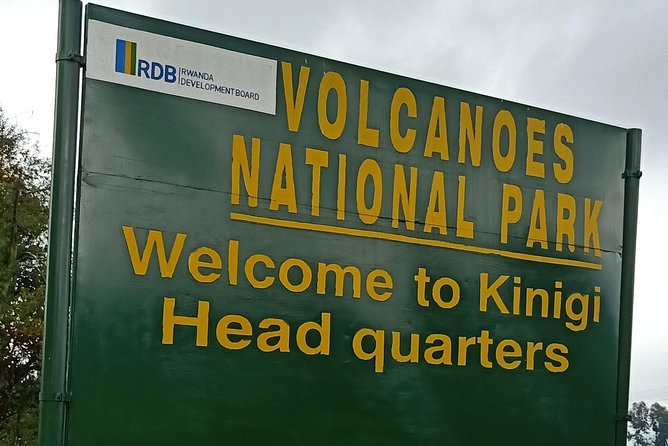 RDB RWANDA
DEVELOPMENT BOARD
VOLCANOES
NATIONAL PARK
Welcome to Kinigi
Head quarters